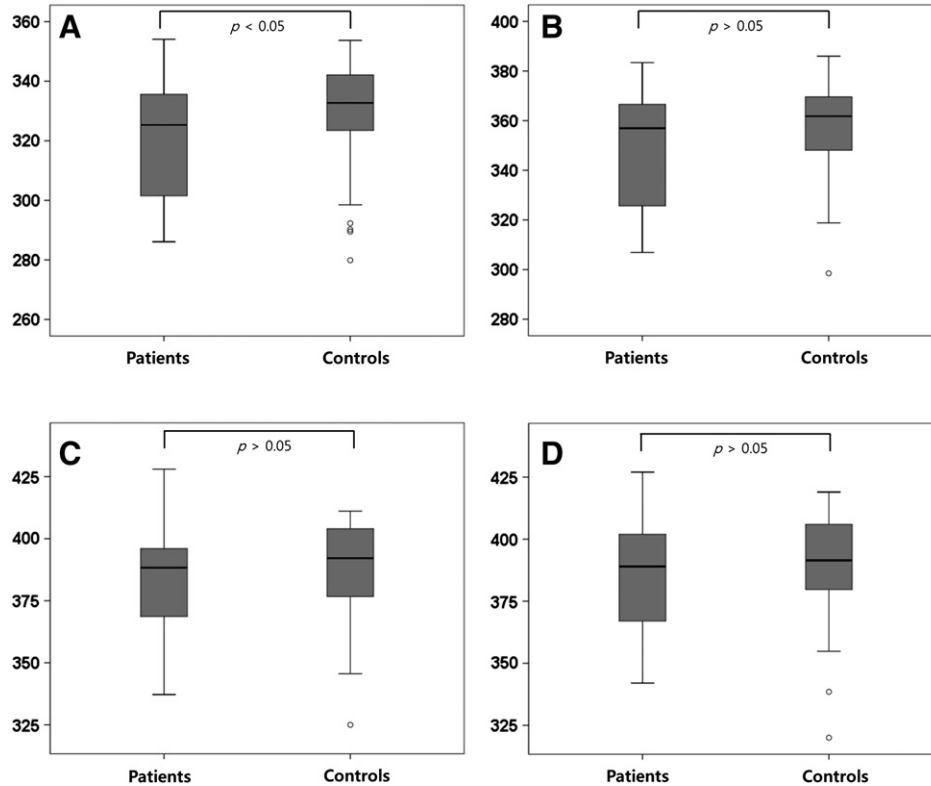 A
p < 0.05
360
340
320
300
280
260
Patients
Controls
B
p > 0.05
400
380
360
340
320
300
280
Patients
Controls
C
p > 0.05
425
400
375
350
325
Patients
Controls
D
p > 0.05
425
400
375
350
325
Patients
Controls